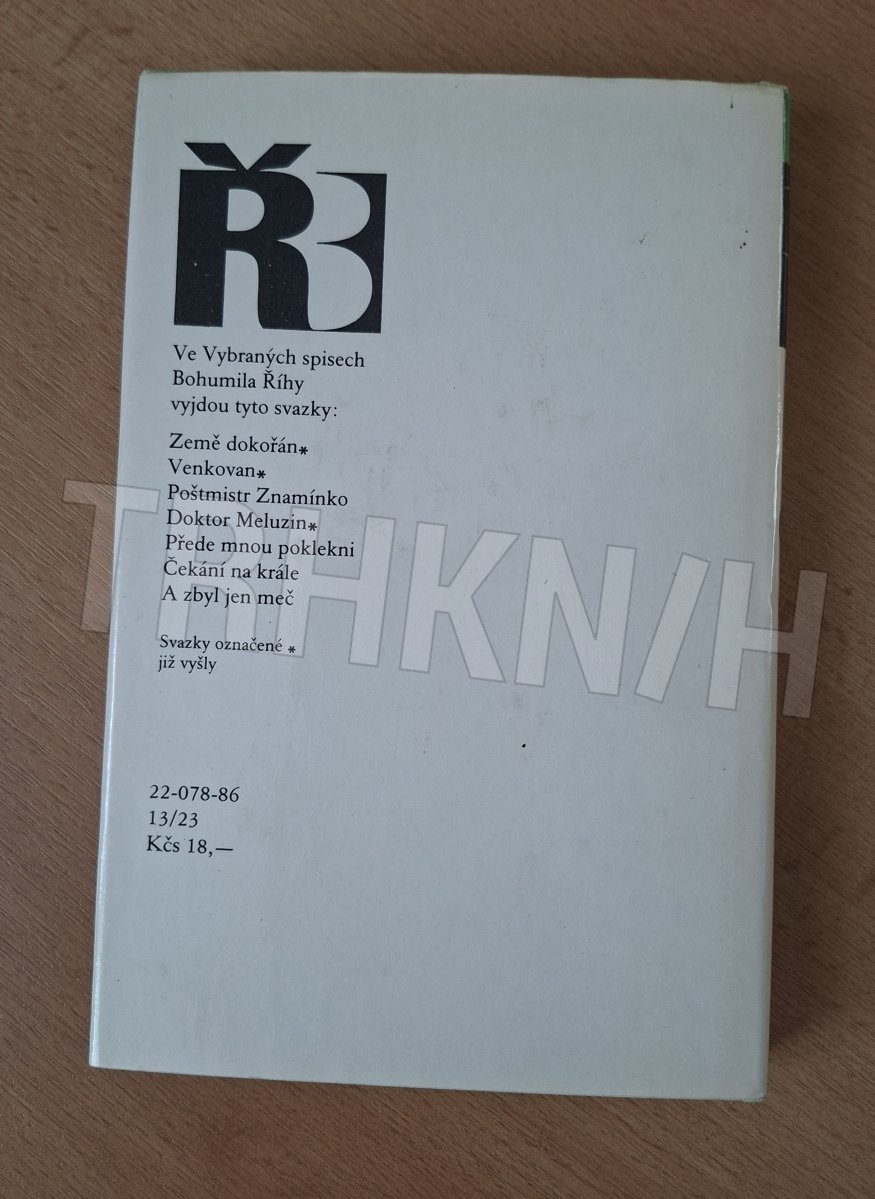 ŘB
Ve Vybraných spisech
Bohumila Říhy
vyjdou tyto svazky:
Země dokořán*
Venkovan*
Poštmistr Znamínko
Doktor Meluzin*
Přede mnou poklekni
Čekání na krále
A zbyl jen meč
Svazky označené *
již vyšly
22-078-86
13/23
Kčs 18,—
TRHKN/H